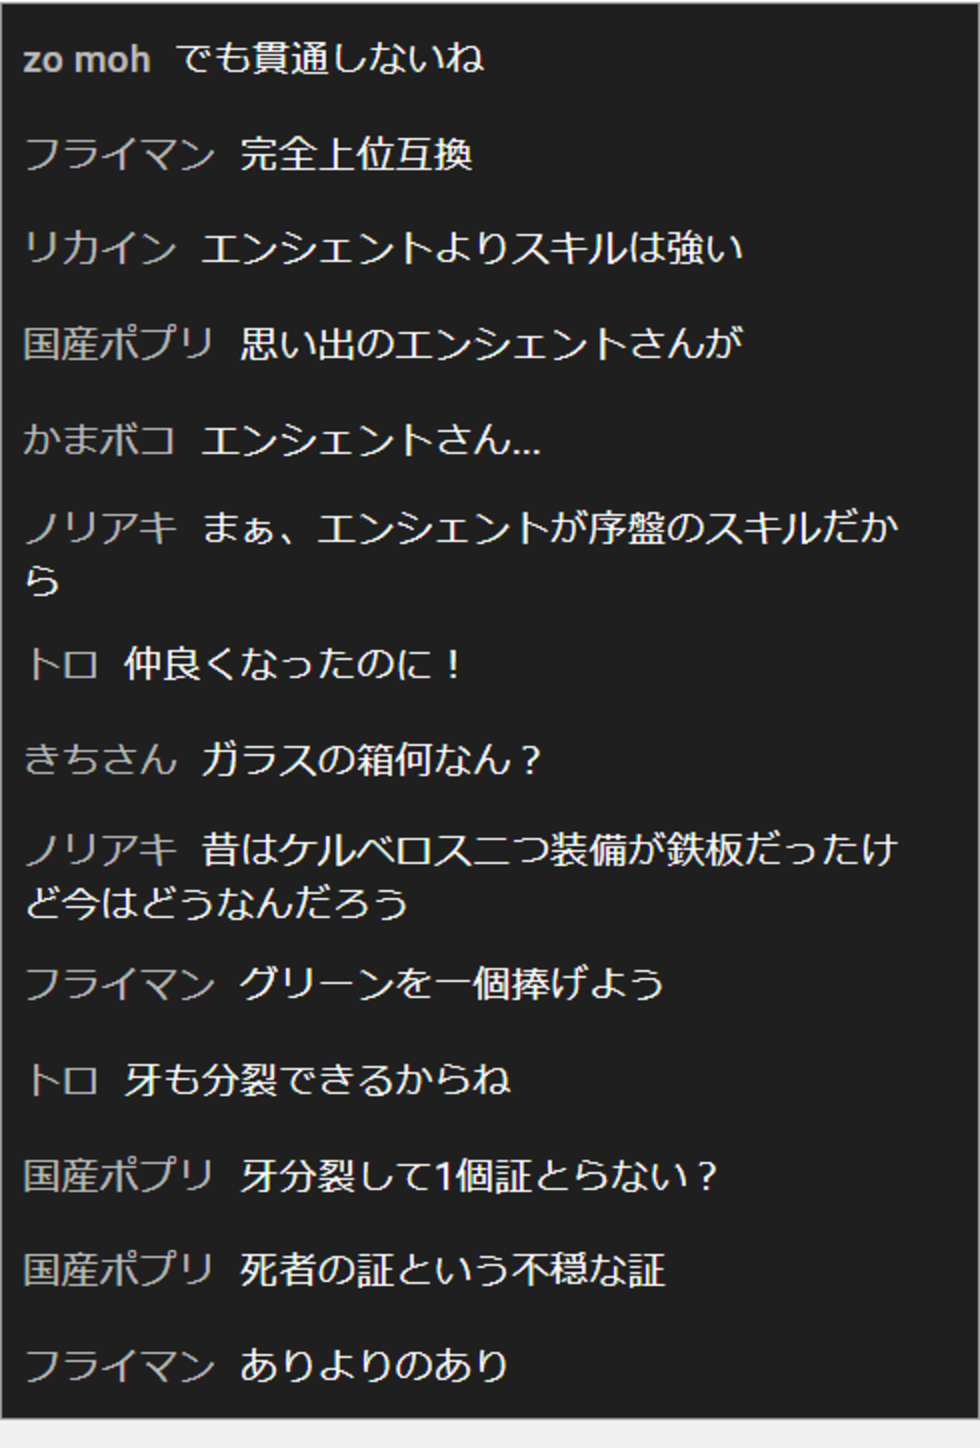 zo moh でも貫通しないね
フライマン 完全上位互換
リカイン エンシェントよりスキルは強い
国産ポプリ 思い出のエンシェントさんが
かまボコ エンシェントさん...
ノリアキ まぁ、エンシェントが序盤のスキルだか
ら
トロ 仲良くなったのに！
きちさん ガラスの箱何なん？
ノリアキ 昔はケルベロス二つ装備が鉄板だったけ
ど今はどうなんだろう
フライマン グリーンを一個捧げよう
トロ 牙も分裂できるからね
国産ポプリ 牙分裂して1個証とらない？
国産ポプリ 死者の証という不穏な証
フライマン ありよりのあり